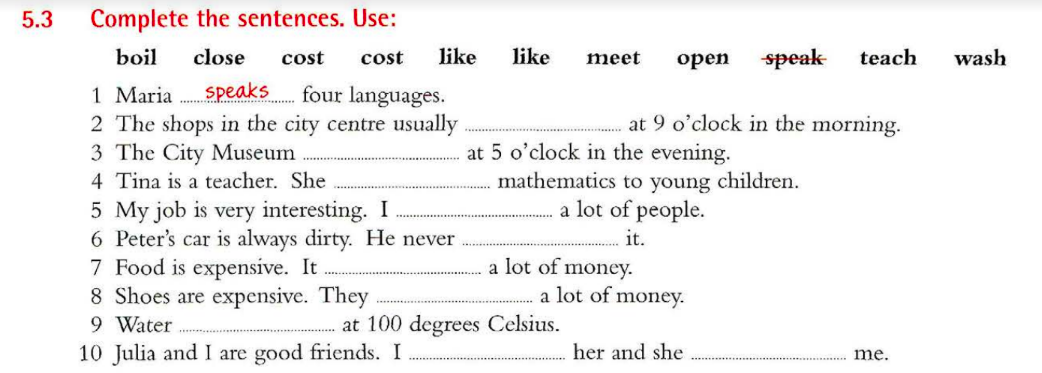 5.3 Complete the sentences. Use:
boil close cost cost like like meet open speak teach wash
1 Maria speaks four languages.
2 The shops in the city centre usually at 9 o'clock in the morning.
3 The City Museum at 5 o'clock in the evening.
4 Tina is a teacher. She mathematics to young children.
5 My job is very interesting. I a lot of people.
6 Peter's car is always dirty. He never it.
7 Food is expensive. It a lot of money.
8 Shoes are expensive. They a lot of money.
9 Water at 100 degrees Celsius.
10 Julia and I are good friends. I her and she me.